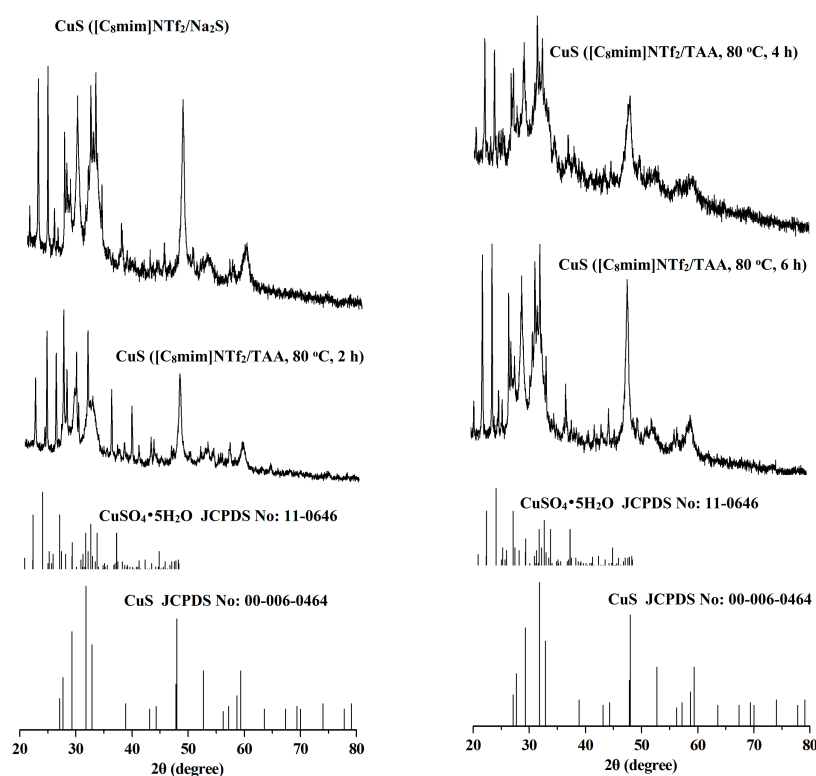 CuS ([C₈mim]NTf₂/Na₂S)
CuS ([C₈mim]NTf₂/TAA, 80 °C, 2 h)
CuSO₄•5H₂O JCPDS No: 11-0646
CuS JCPDS No: 00-006-0464
20 30 40 50 60 70 80
2θ (degree)
CuS ([C₈mim]NTf₂/TAA, 80 °C, 4 h)
CuS ([C₈mim]NTf₂/TAA, 80 °C, 6 h)
CuSO₄•5H₂O JCPDS No: 11-0646
CuS JCPDS No: 00-006-0464
20 30 40 50 60 70 80
2θ (degree)